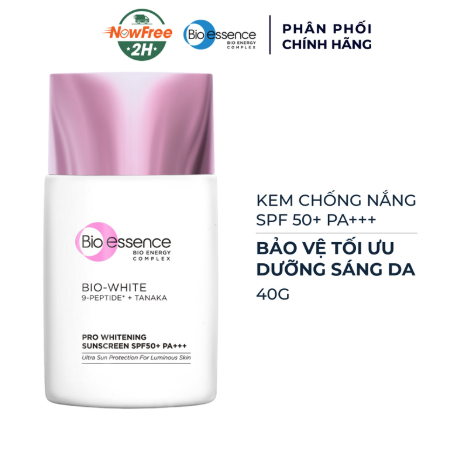 NowFree
2H
Bio essence
BIO ENERGY
COMPLEX
PHÂN PHỐI
CHÍNH HÃNG
Bio essence
BIO ENERGY
COMPLEX
BIO-WHITE
9-PEPTIDE* + TANAKA
PRO WHITENING
SUNSCREEN SPF50+ PA+++
Ultra Sun Protection For Luminous Skin
KEM CHỐNG NẮNG
SPF 50+ PA+++
BẢO VỆ TỐI ƯU
DƯỠNG SÁNG DA
40G